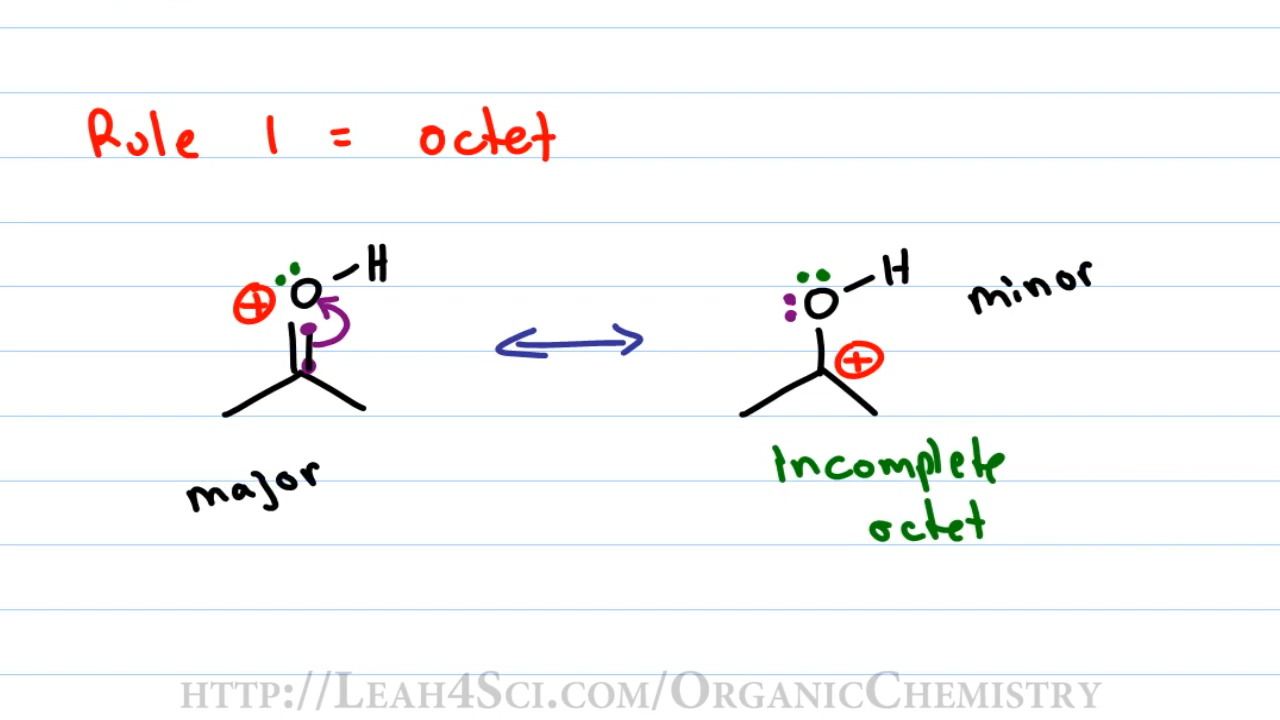 Rule 1 = octet
H
O
+
H
O
+
minor
major
Incomplete
octet
HTTP://LEAH4SCI.COM/ORGANICCHEMISTRY